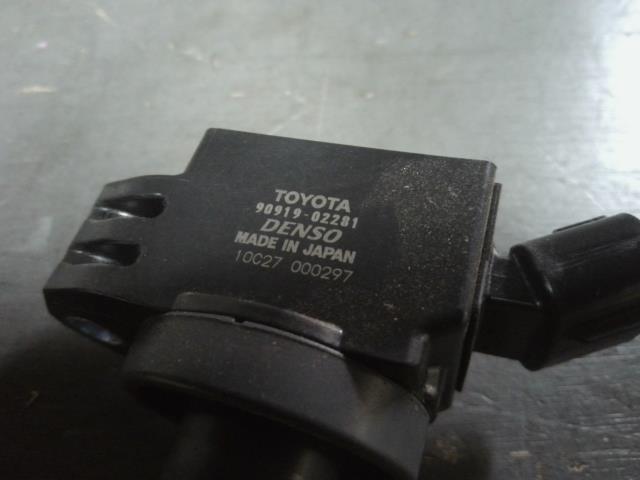 TOYOTA
90919-02281
DENSO
MADE IN JAPAN
10C27 000297